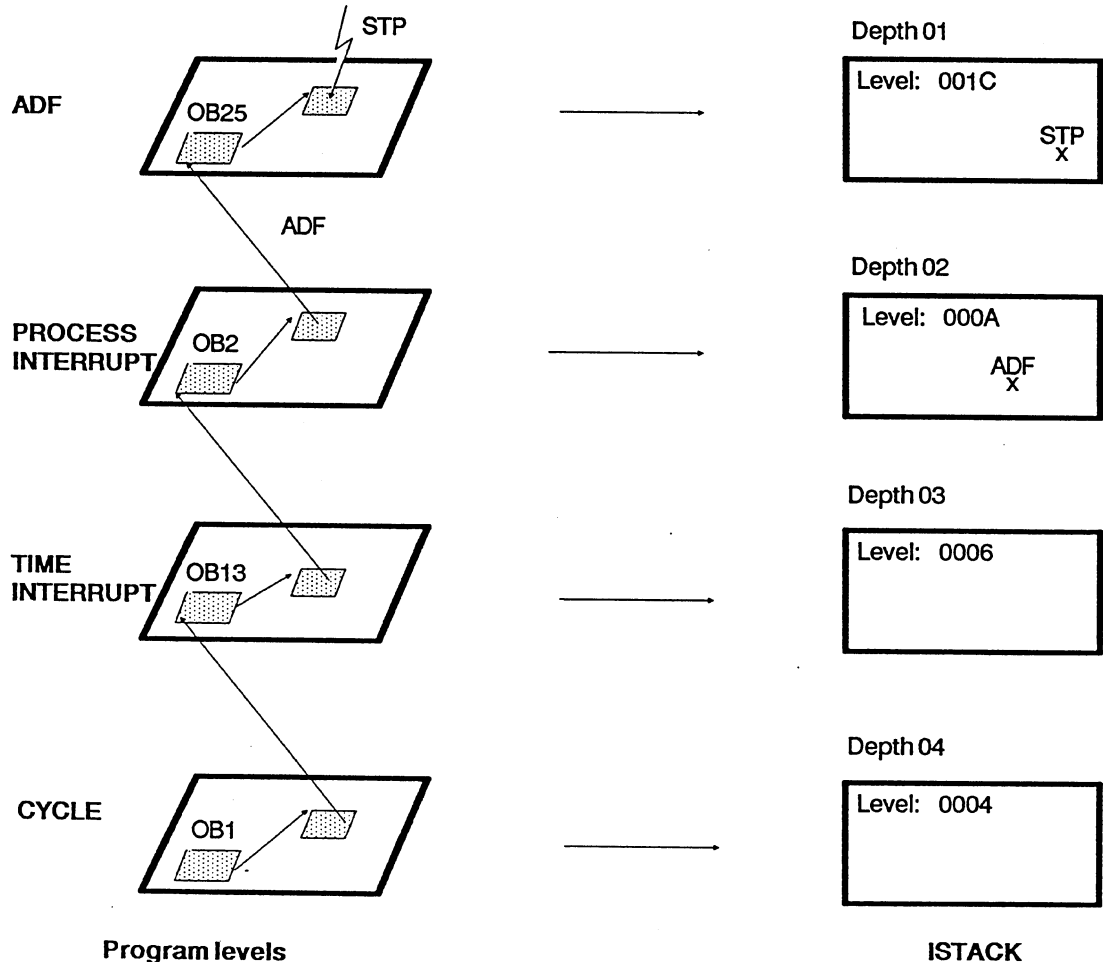 STP
Depth 01
ADF
OB25
Level: 001C
STP
x
ADF
Depth 02
PROCESS
INTERRUPT
OB2
Level: 000A
ADF
x
Depth 03
TIME
INTERRUPT
OB13
Level: 0006
Depth 04
CYCLE
OB1
Level: 0004
Program levels
ISTACK